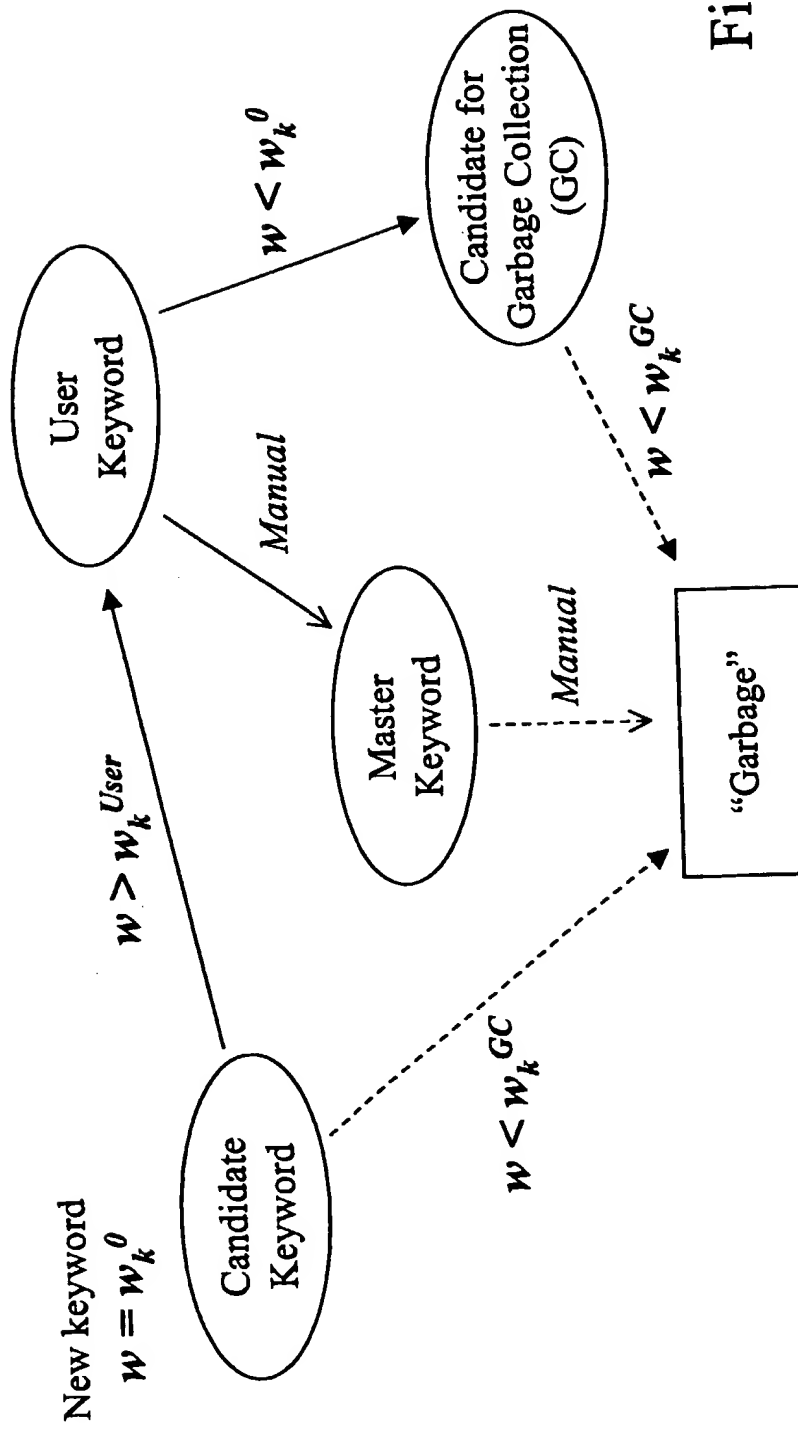 New keyword
w = w_k^0
Candidate
Keyword
w > w_k^User
User
Keyword
w < w_k^0
Manual
Master
Keyword
Candidate for
Garbage Collection
(GC)
w < w_k^GC
Manual
w < w_k^GC
“Garbage”
Fi